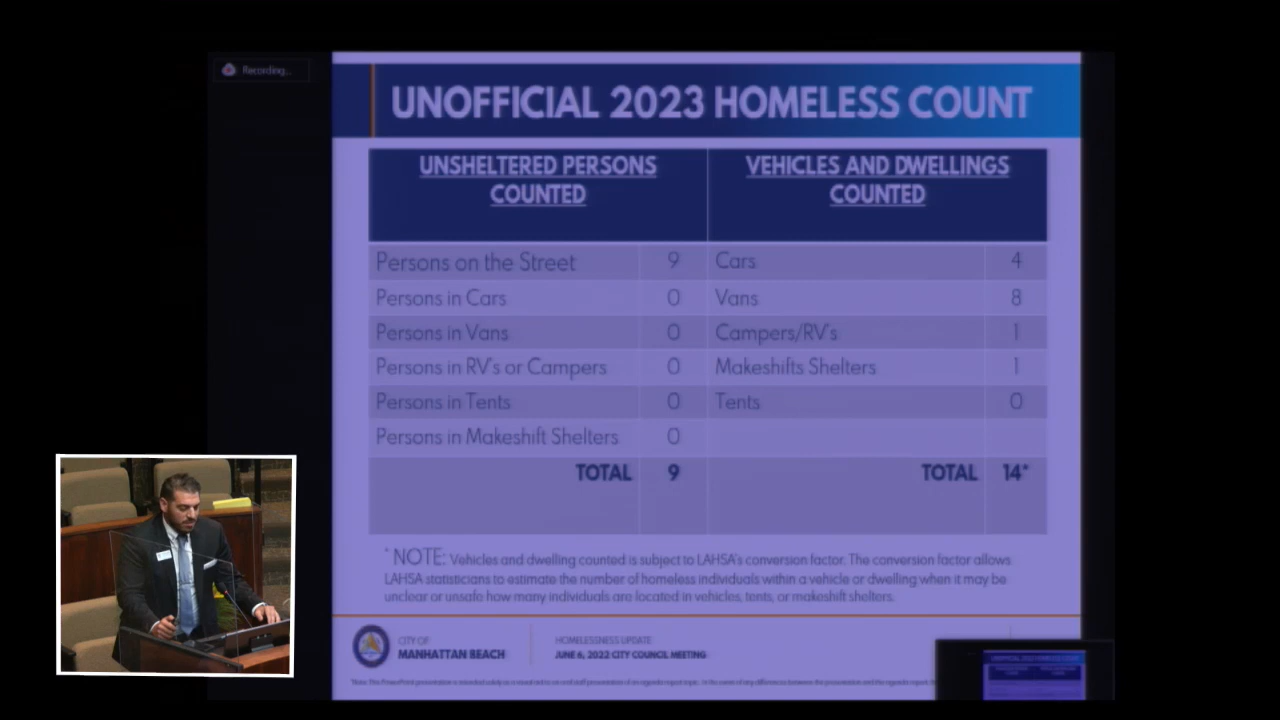 Recording...
UNOFFICIAL 2023 HOMELESS COUNT
UNSHELTERED PERSONS COUNTED
VEHICLES AND DWELLINGS COUNTED
Persons on the Street 9 Cars 4
Persons in Cars 0 Vans 8
Persons in Vans 0 Campers/RV's 1
Persons in RV's or Campers 0 Makeshifts Shelters 1
Persons in Tents 0 Tents 0
Persons in Makeshift Shelters 0
TOTAL 9 TOTAL 14*
* NOTE: Vehicles and dwelling counted is subject to LAHSA's conversion factor. The conversion factor allows
LAHSA statisticians to estimate the number of homeless individuals within a vehicle or dwelling when it may be
unclear or unsafe how many individuals are located in vehicles, tents, or makeshift shelters.
CITY OF
MANHATTAN BEACH
HOMELESSNESS UPDATE
JUNE 6, 2022 CITY COUNCIL MEETING
UNOFFICIAL 2023 HOMELESS COUNT